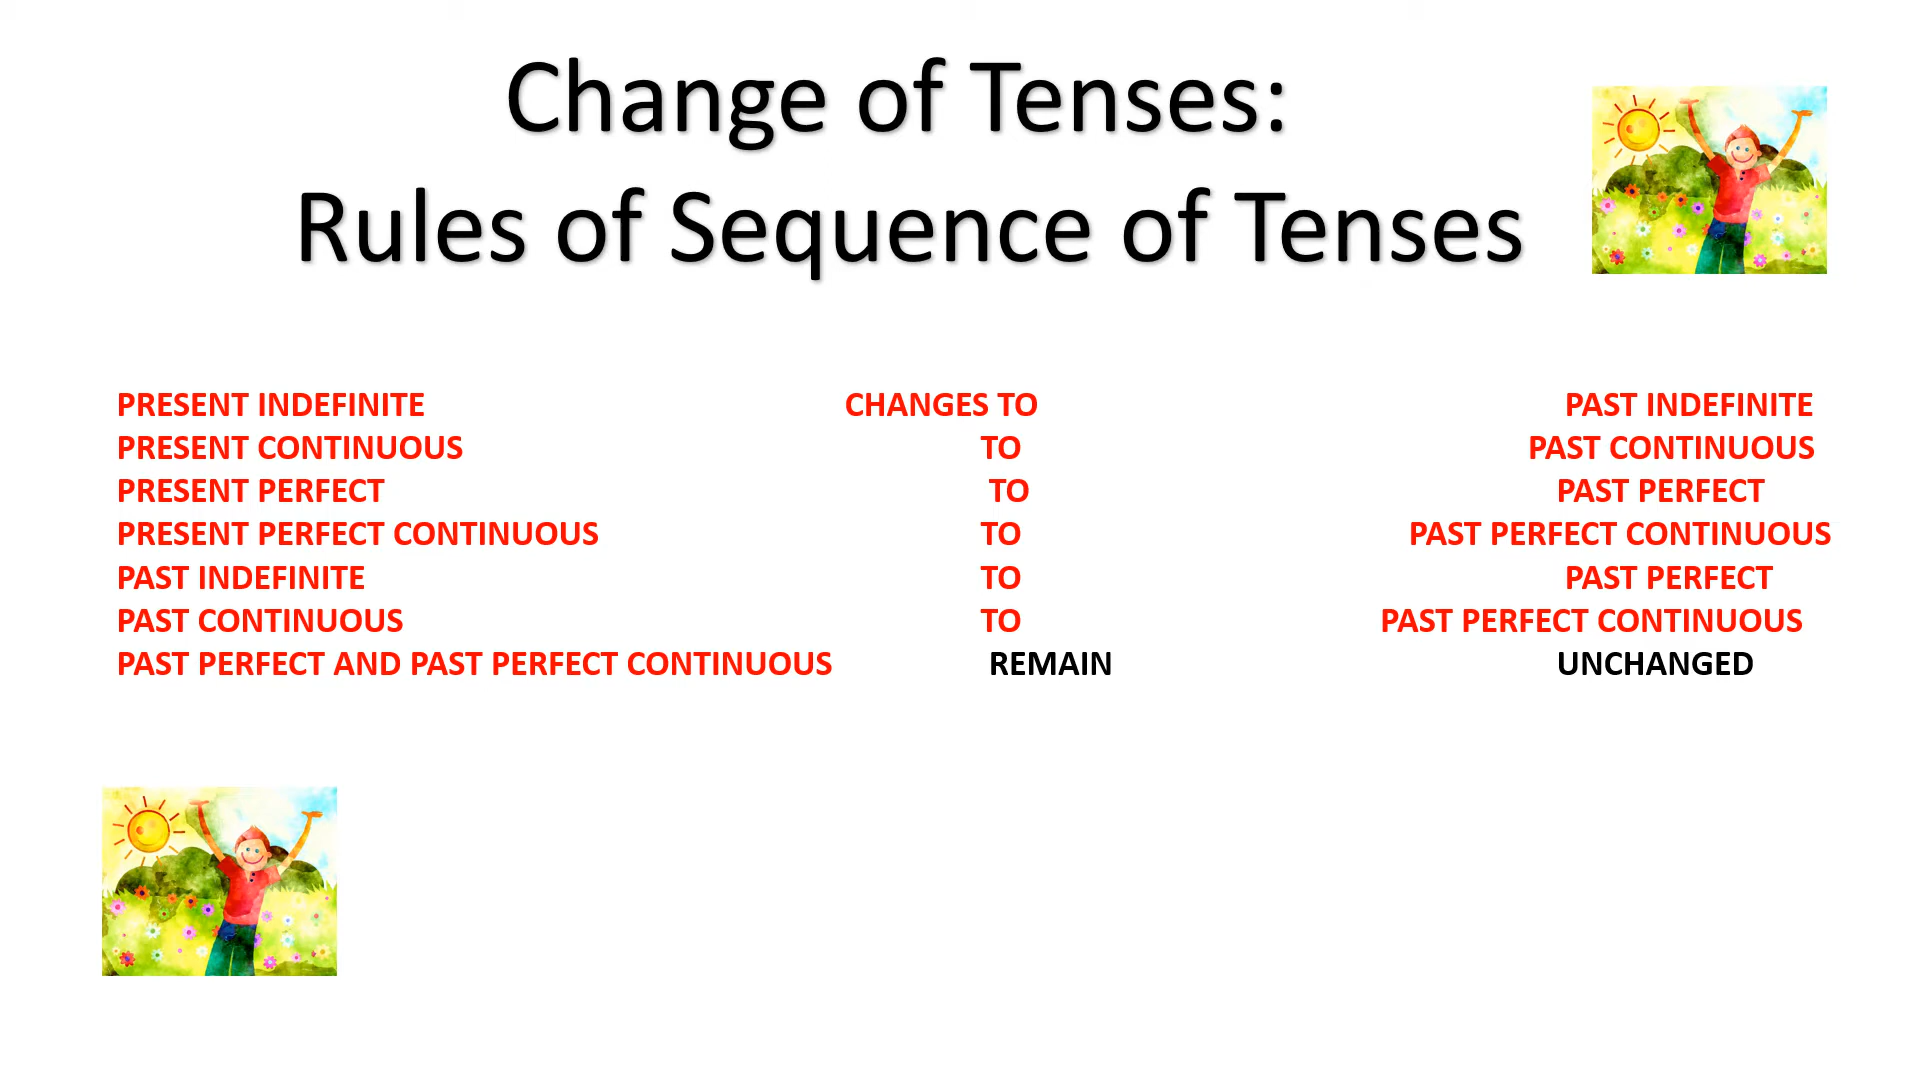 Change of Tenses:
Rules of Sequence of Tenses
PRESENT INDEFINITE CHANGES TO PAST INDEFINITE
PRESENT CONTINUOUS TO PAST CONTINUOUS
PRESENT PERFECT TO PAST PERFECT
PRESENT PERFECT CONTINUOUS TO PAST PERFECT CONTINUOUS
PAST INDEFINITE TO PAST PERFECT
PAST CONTINUOUS TO PAST PERFECT CONTINUOUS
PAST PERFECT AND PAST PERFECT CONTINUOUS REMAIN UNCHANGED